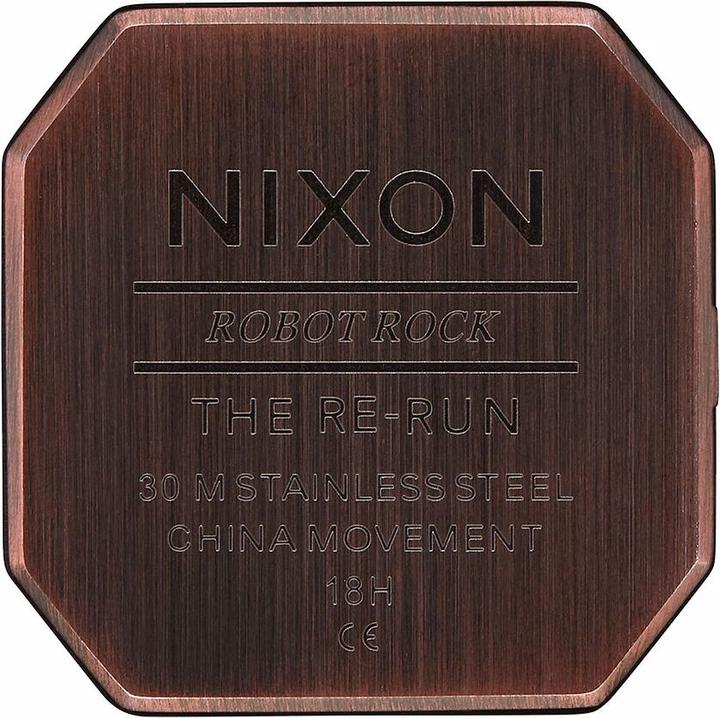 NIXON
ROBOT ROCK
THE RE-RUN
30 M STAINLESS STEEL
CHINA MOVEMENT
18H
CE